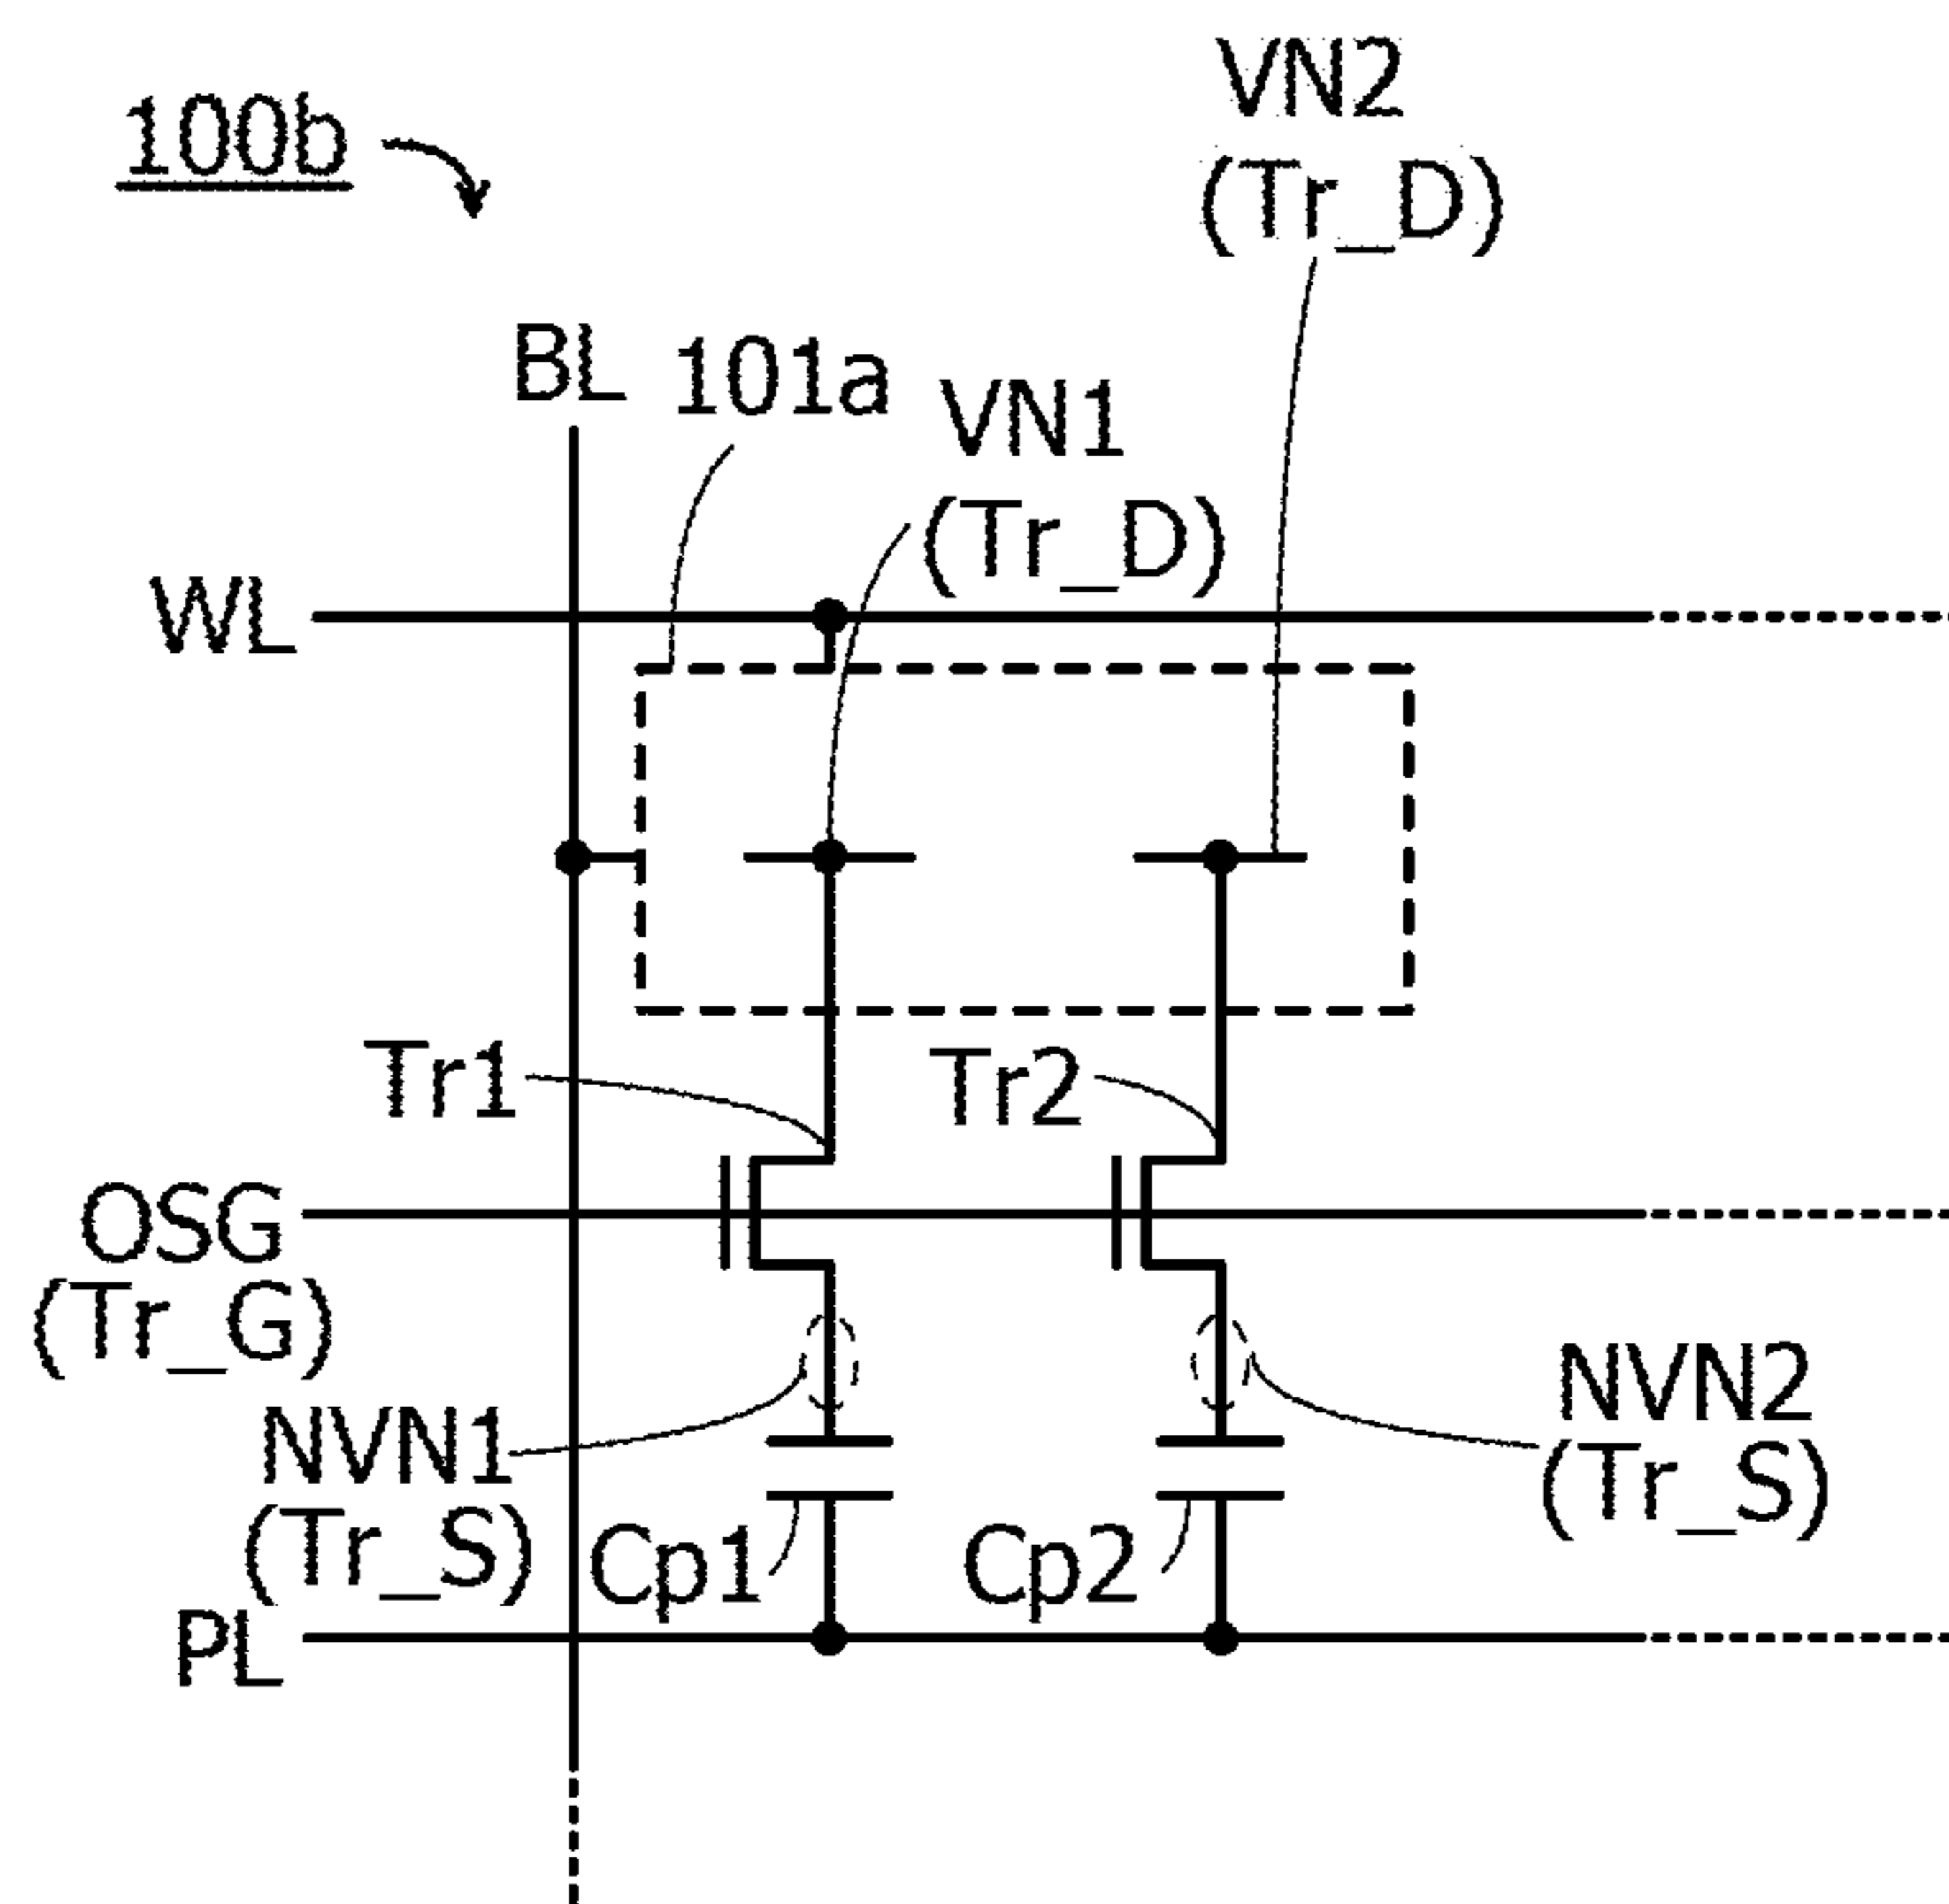 100b
VN2
(Tr_D)
BL
101a
VN1
(Tr_D)
WL
Tr1
Tr2
OSG
(Tr_G)
NVN1
(Tr_S)
NVN2
(Tr_S)
Cp1
Cp2
PL